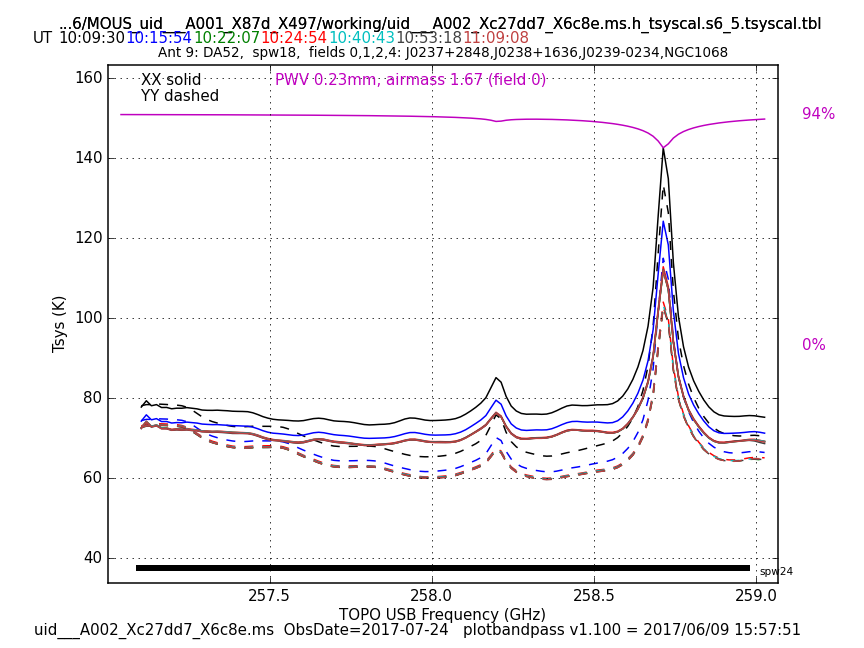 ...6/MOUS_uid___A001_X87d_X497/working/uid___A002_Xc27dd7_X6c8e.ms.h_tsyscal.s6_5.tsyscal.tbl
UT 10:09:30 10:15:54 10:22:07 10:24:54 10:40:43 10:53:18 11:09:08
Ant 9: DA52,  spw18,  fields 0,1,2,4: J0237+2848,J0238+1636,J0239-0234,NGC1068
XX solid
PWV 0.23mm, airmass 1.67 (field 0)
YY dashed
160
94%
140
120
Tsys (K)
100
0%
80
60
40
spw24
257.5 258.0 258.5 259.0
TOPO USB Frequency (GHz)
uid___A002_Xc27dd7_X6c8e.ms  ObsDate=2017-07-24  plotbandpass v1.100 = 2017/06/09 15:57:51